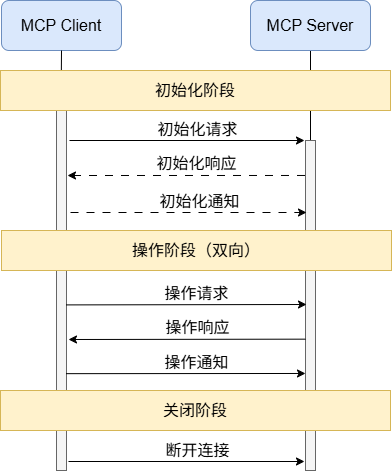 MCP Client
MCP Server
初始化阶段
初始化请求
初始化响应
初始化通知
操作阶段（双向）
操作请求
操作响应
操作通知
关闭阶段
断开连接